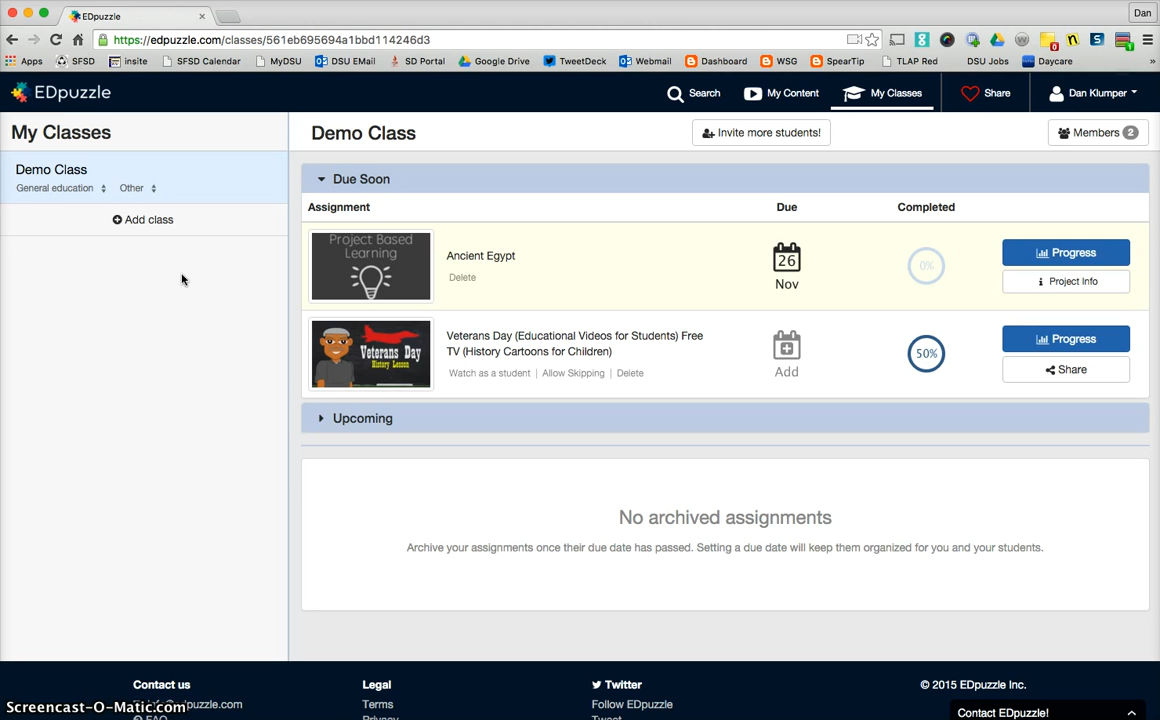 EDpuzzle
Dan
https://edpuzzle.com/classes/561eb695694a1bbd114246d3
Apps SFSD insite SFSD Calendar MyDSU DSU EMail SD Portal Google Drive TweetDeck Webmail Dashboard WSG SpearTip TLAP Red DSU Jobs Daycare »
EDpuzzle Search My Content My Classes Share Dan Klumper
My Classes
Demo Class
General education Other
Add class
Demo Class Invite more students! Members 2
Due Soon
Assignment Due Completed
Project Based
Learning
Ancient Egypt
Delete
26
Nov
0%
Progress
Project Info
Veterans
Day
History Lesson
Veterans Day (Educational Videos for Students) Free
TV (History Cartoons for Children)
Watch as a student | Allow Skipping | Delete
Add
50%
Progress
Share
Upcoming
No archived assignments
Archive your assignments once their due date has passed. Setting a due date will keep them organized for you and your students.
Contact us Legal Twitter © 2015 EDpuzzle Inc.
Terms Follow EDpuzzle
FAQ Privacy Tweet
Screencast-O-Matic.com
Contact EDpuzzle!